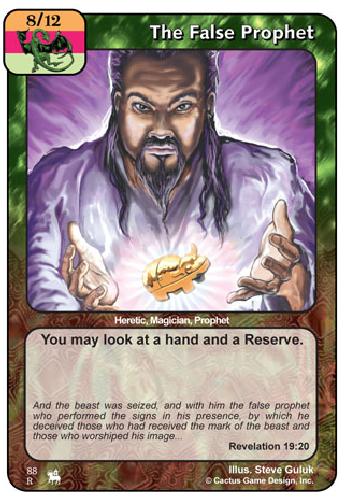 8/12
The False Prophet
Heretic, Magician, Prophet
You may look at a hand and a Reserve.
And the beast was seized, and with him the false prophet
who performed the signs in his presence, by which he
deceived those who had received the mark of the beast and
those who worshiped his image...
Revelation 19:20
88
R
Illus. Steve Guluk
© Cactus Game Design, Inc.